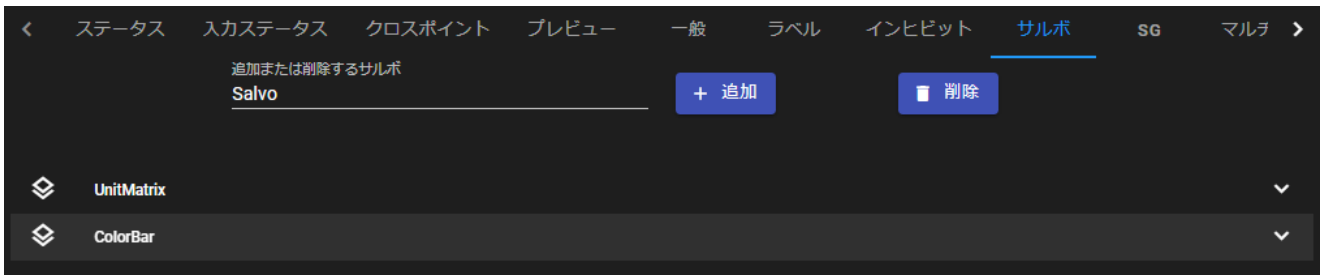 ステータス 入力ステータス クロスポイント プレビュー 一般 ラベル インヒビット サルボ SG マルチ
追加または削除するサルボ
Salvo
追加 削除
UnitMatrix
ColorBar